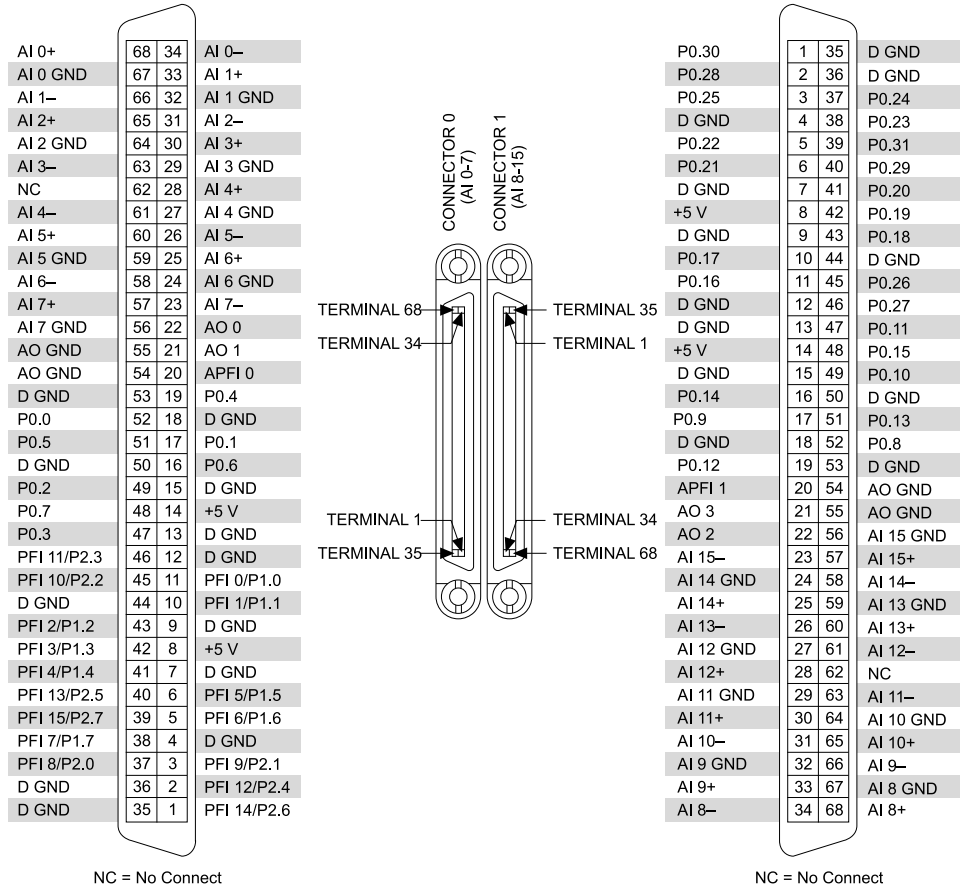 AI 0+ 68 34 AI 0–
AI 0 GND 67 33 AI 1+
AI 1– 66 32 AI 1 GND
AI 2+ 65 31 AI 2–
AI 2 GND 64 30 AI 3+
AI 3– 63 29 AI 3 GND
NC 62 28 AI 4+
AI 4– 61 27 AI 4 GND
AI 5+ 60 26 AI 5–
AI 5 GND 59 25 AI 6+
AI 6– 58 24 AI 6 GND
AI 7+ 57 23 AI 7–
AI 7 GND 56 22 AO 0
AO GND 55 21 AO 1
AO GND 54 20 APFI 0
D GND 53 19 P0.4
P0.0 52 18 D GND
P0.5 51 17 P0.1
D GND 50 16 P0.6
P0.2 49 15 D GND
P0.7 48 14 +5 V
P0.3 47 13 D GND
PFI 11/P2.3 46 12 D GND
PFI 10/P2.2 45 11 PFI 0/P1.0
D GND 44 10 PFI 1/P1.1
PFI 2/P1.2 43 9 D GND
PFI 3/P1.3 42 8 +5 V
PFI 4/P1.4 41 7 D GND
PFI 13/P2.5 40 6 PFI 5/P1.5
PFI 15/P2.7 39 5 PFI 6/P1.6
PFI 7/P1.7 38 4 D GND
PFI 8/P2.0 37 3 PFI 9/P2.1
D GND 36 2 PFI 12/P2.4
D GND 35 1 PFI 14/P2.6
NC = No Connect
CONNECTOR 0
(AI 0-7)
CONNECTOR 1
(AI 8-15)
TERMINAL 68
TERMINAL 34
TERMINAL 35
TERMINAL 1
TERMINAL 1
TERMINAL 35
TERMINAL 34
TERMINAL 68
P0.30 1 35 D GND
P0.28 2 36 D GND
P0.25 3 37 P0.24
D GND 4 38 P0.23
P0.22 5 39 P0.31
P0.21 6 40 P0.29
D GND 7 41 P0.20
+5 V 8 42 P0.19
D GND 9 43 P0.18
P0.17 10 44 D GND
P0.16 11 45 P0.26
D GND 12 46 P0.27
D GND 13 47 P0.11
+5 V 14 48 P0.15
D GND 15 49 P0.10
P0.14 16 50 D GND
P0.9 17 51 P0.13
D GND 18 52 P0.8
P0.12 19 53 D GND
APFI 1 20 54 AO GND
AO 3 21 55 AO GND
AO 2 22 56 AI 15 GND
AI 15– 23 57 AI 15+
AI 14 GND 24 58 AI 14–
AI 14+ 25 59 AI 13 GND
AI 13– 26 60 AI 13+
AI 12 GND 27 61 AI 12–
AI 12+ 28 62 NC
AI 11 GND 29 63 AI 11–
AI 11+ 30 64 AI 10 GND
AI 10– 31 65 AI 10+
AI 9 GND 32 66 AI 9–
AI 9+ 33 67 AI 8 GND
AI 8– 34 68 AI 8+
NC = No Connect